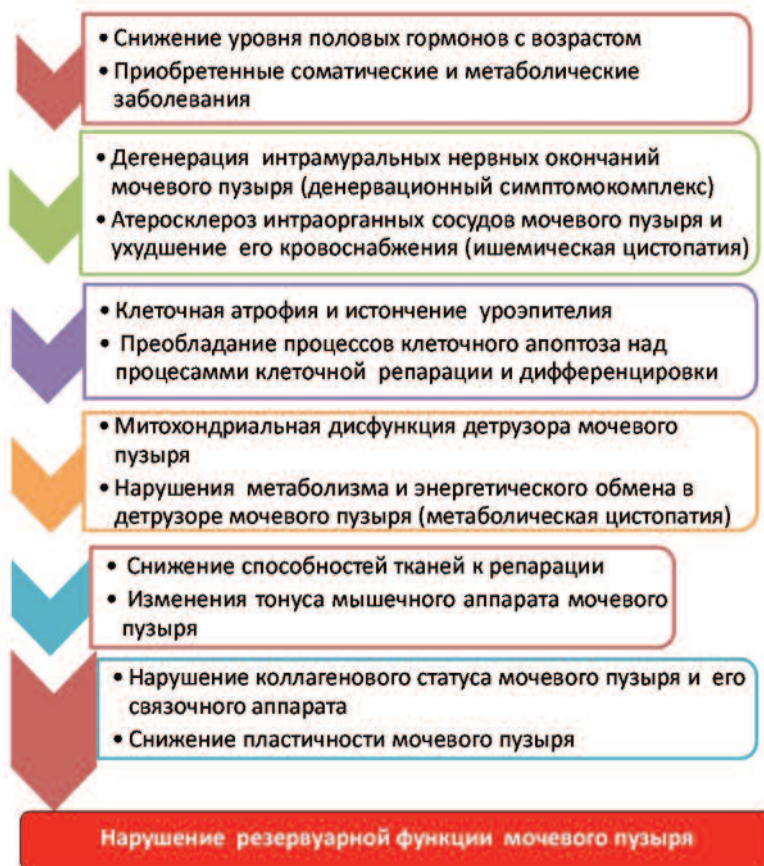 • Снижение уровня половых гормонов с возрастом
• Приобретенные соматические и метаболические
заболевания
• Дегенерация интрамуральных нервных окончаний
мочевого пузыря (денервационный симптомокомплекс)
• Атеросклероз интраорганных сосудов мочевого пузыря и
ухудшение его кровоснабжения (ишемическая цистопатия)
• Клеточная атрофия и истончение уроэпителия
• Преобладание процессов клеточного апоптоза над
процесамми клеточной репарации и дифференцировки
• Митохондриальная дисфункция детрузора мочевого
пузыря
• Нарушения метаболизма и энергетического обмена в
детрузоре мочевого пузыря (метаболическая цистопатия)
• Снижение способностей тканей к репарации
• Изменения тонуса мышечного аппарата мочевого
пузыря
• Нарушение коллагенового статуса мочевого пузыря и его
связочного аппарата
• Снижение пластичности мочевого пузыря
Нарушение резервуарной функции мочевого пузыря